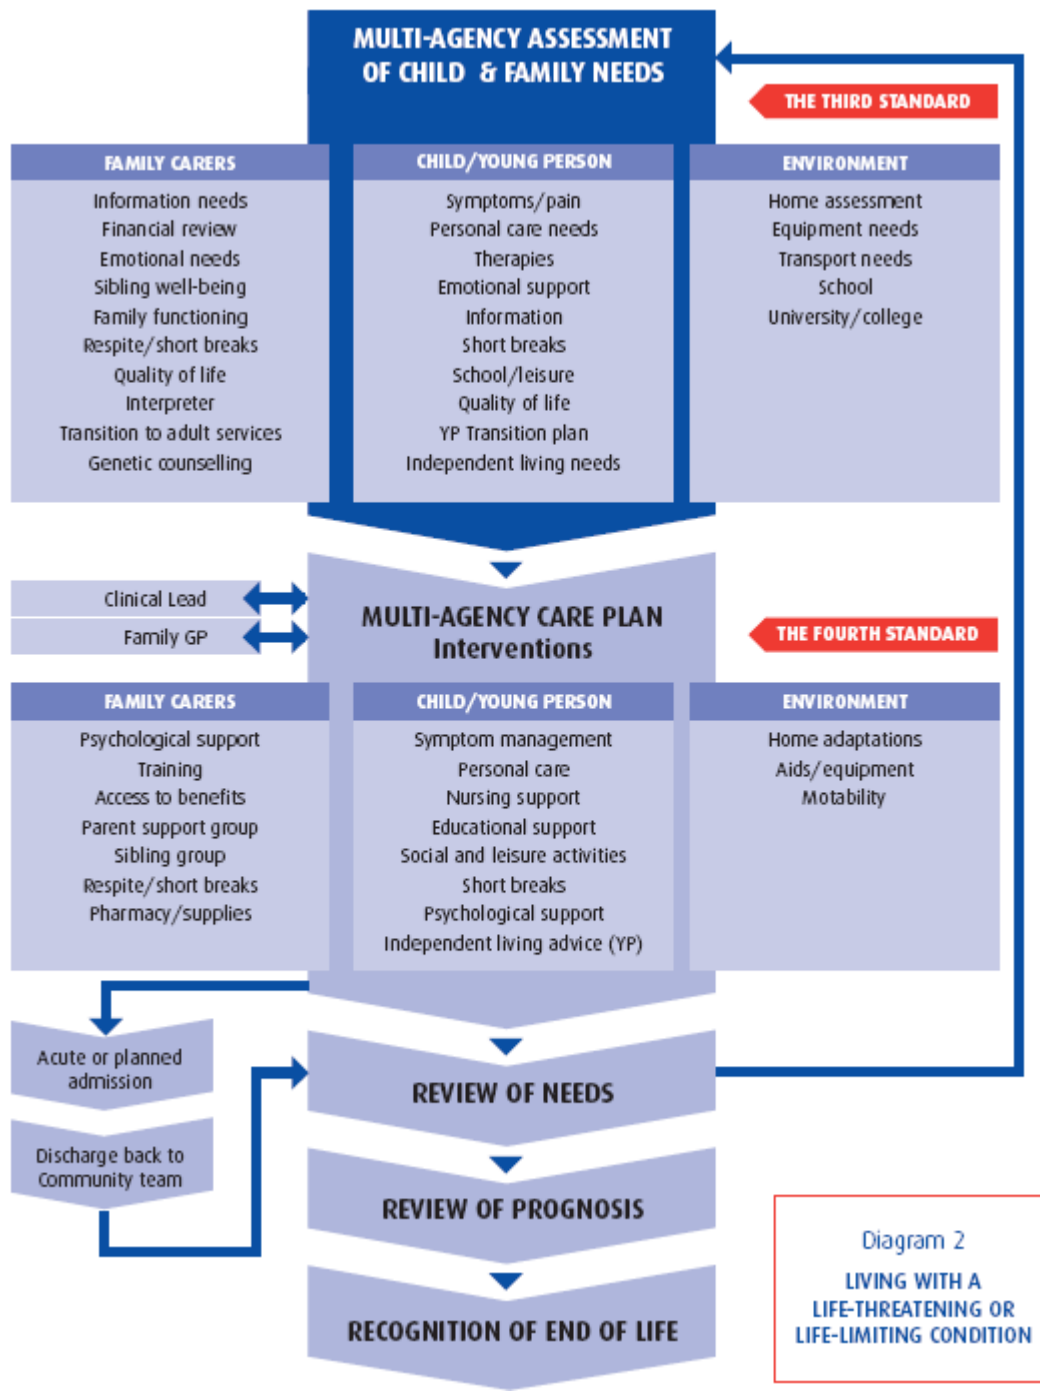 MULTI-AGENCY ASSESSMENT
OF CHILD & FAMILY NEEDS
THE THIRD STANDARD
FAMILY CARERS
Information needs
Financial review
Emotional needs
Sibling well-being
Family functioning
Respite/short breaks
Quality of life
Interpreter
Transition to adult services
Genetic counselling
CHILD/YOUNG PERSON
Symptoms/pain
Personal care needs
Therapies
Emotional support
Information
Short breaks
School/leisure
Quality of life
YP Transition plan
Independent living needs
ENVIRONMENT
Home assessment
Equipment needs
Transport needs
School
University/college
Clinical Lead
Family GP
MULTI-AGENCY CARE PLAN
Interventions
THE FOURTH STANDARD
FAMILY CARERS
Psychological support
Training
Access to benefits
Parent support group
Sibling group
Respite/short breaks
Pharmacy/supplies
CHILD/YOUNG PERSON
Symptom management
Personal care
Nursing support
Educational support
Social and leisure activities
Short breaks
Psychological support
Independent living advice (YP)
ENVIRONMENT
Home adaptations
Aids/equipment
Motability
Acute or planned
admission
Discharge back to
Community team
REVIEW OF NEEDS
REVIEW OF PROGNOSIS
RECOGNITION OF END OF LIFE
Diagram 2
LIVING WITH A
LIFE-THREATENING OR
LIFE-LIMITING CONDITION